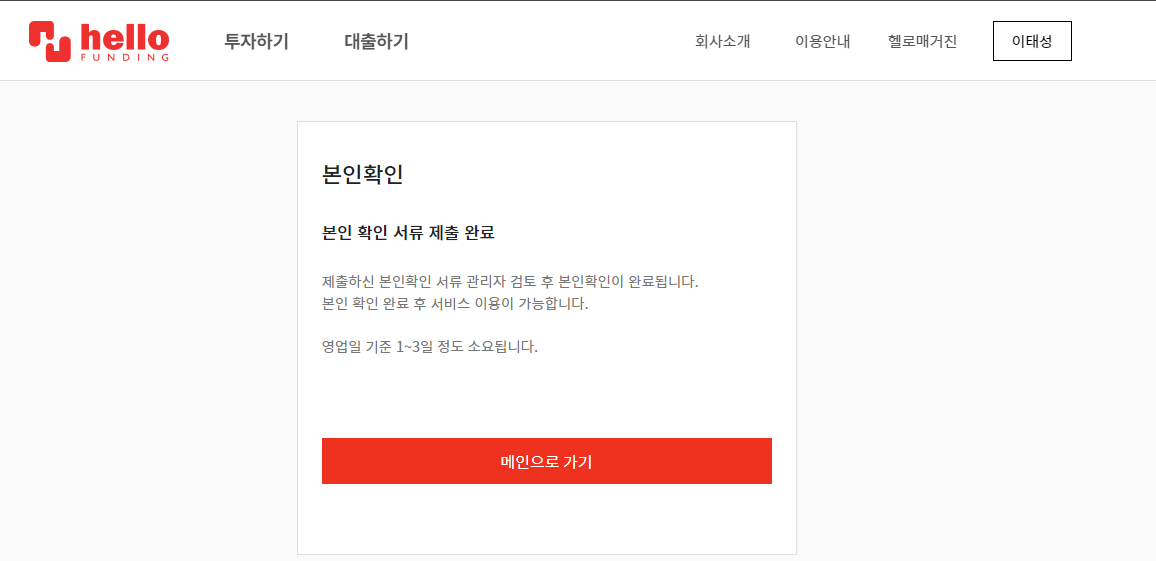 hello
FUNDING
투자하기
대출하기
회사소개
이용안내
헬로매거진
이태성
본인확인
본인 확인 서류 제출 완료
제출하신 본인확인 서류 관리자 검토 후 본인확인이 완료됩니다.
본인 확인 완료 후 서비스 이용이 가능합니다.
영업일 기준 1~3일 정도 소요됩니다.
메인으로 가기